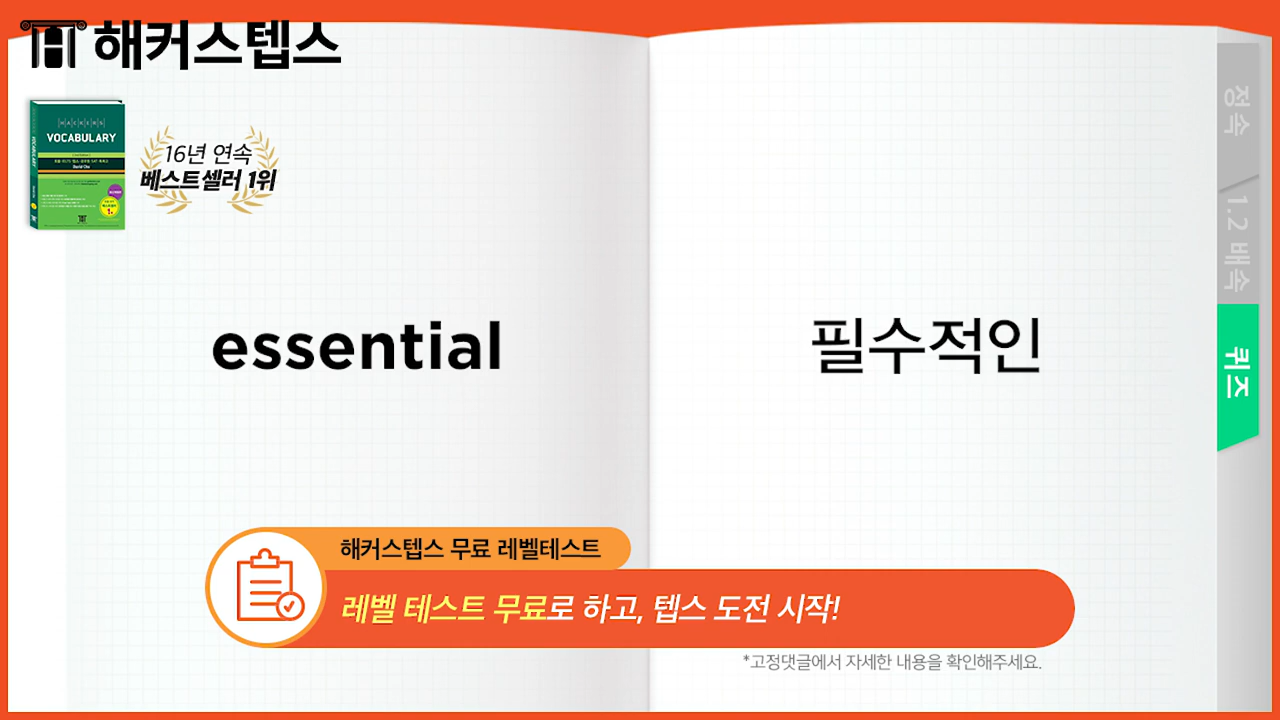 해커스텝스
HACKERS
VOCABULARY
16년 연속
베스트셀러 1위
essential
필수적인
정속
1.2 배속
퀴즈
해커스텝스 무료 레벨테스트
레벨 테스트 무료로 하고, 텝스 도전 시작!
*고정댓글에서 자세한 내용을 확인해주세요.